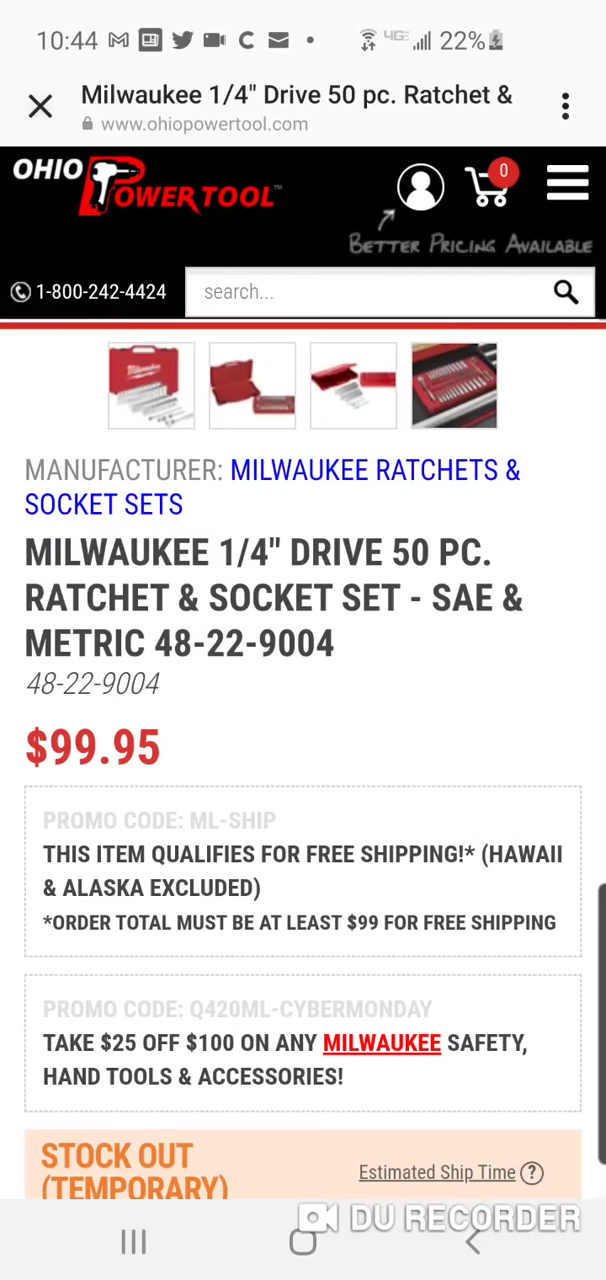 10:44 4GE 22%
Milwaukee 1/4" Drive 50 pc. Ratchet &
www.ohiopowertool.com
OHIO POWER TOOL™
0
BETTER PRICING AVAILABLE
1-800-242-4424 search...
Milwaukee
MANUFACTURER: MILWAUKEE RATCHETS &
SOCKET SETS
MILWAUKEE 1/4" DRIVE 50 PC.
RATCHET & SOCKET SET - SAE &
METRIC 48-22-9004
48-22-9004
$99.95
PROMO CODE: ML-SHIP
THIS ITEM QUALIFIES FOR FREE SHIPPING!* (HAWAII
& ALASKA EXCLUDED)
*ORDER TOTAL MUST BE AT LEAST $99 FOR FREE SHIPPING
PROMO CODE: Q420ML-CYBERMONDAY
TAKE $25 OFF $100 ON ANY MILWAUKEE SAFETY,
HAND TOOLS & ACCESSORIES!
STOCK OUT
(TEMPORARY)
Estimated Ship Time ?
DU RECORDER